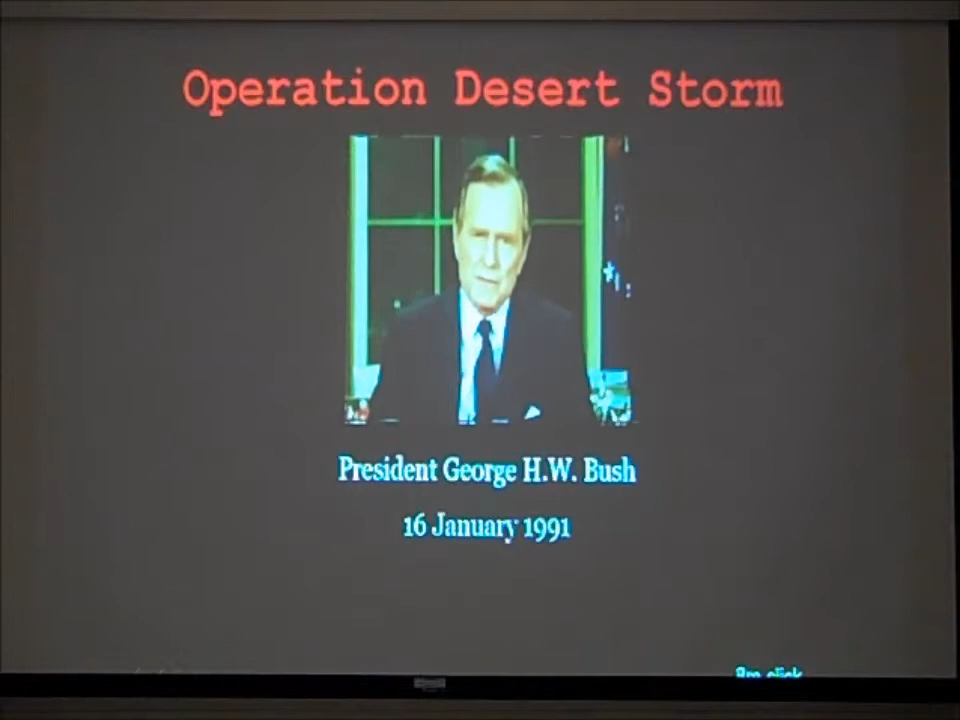 Operation Desert Storm
President George H.W. Bush
16 January 1991